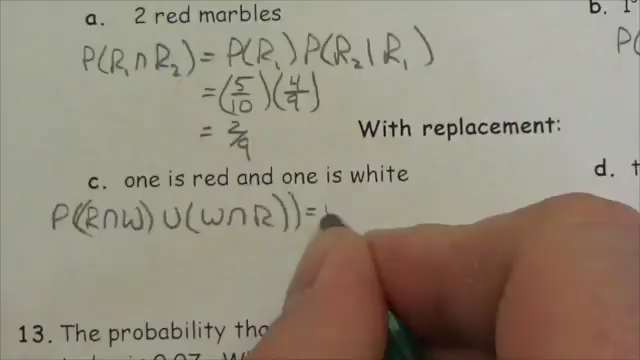 a. 2 red marbles
b. 1
P(R₁∩R₂) = P(R₁) P(R₂|R₁)
P(
= (5/10)(4/9)
= 2/9
With replacement:
c. one is red and one is white
d.
P((R∩W) ∪ (W∩R)) =
13. The probability tha